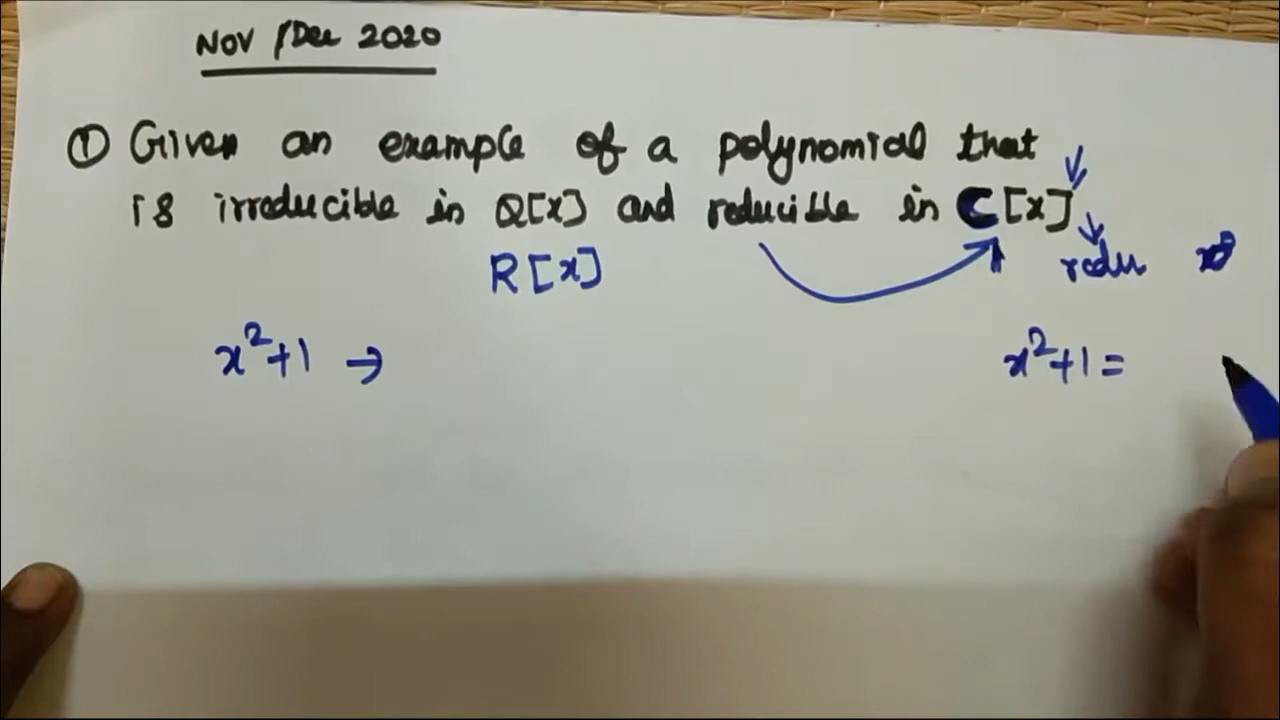 Nov / Dec 2020
① Given an example of a polynomial that
is irreducible in Q[x] and reducible in C[x]
R[x] redu
x²+1 → x²+1 =